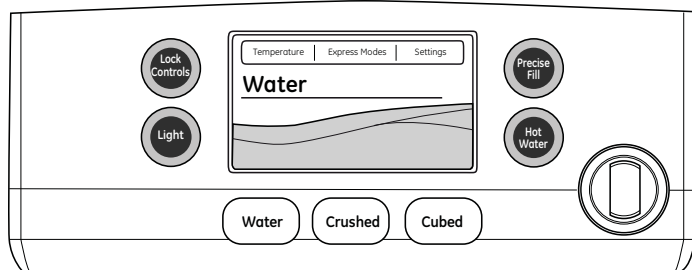 Lock
Controls
Temperature | Express Modes | Settings
Precise
Fill
Water
Light
Hot
Water
Water
Crushed
Cubed